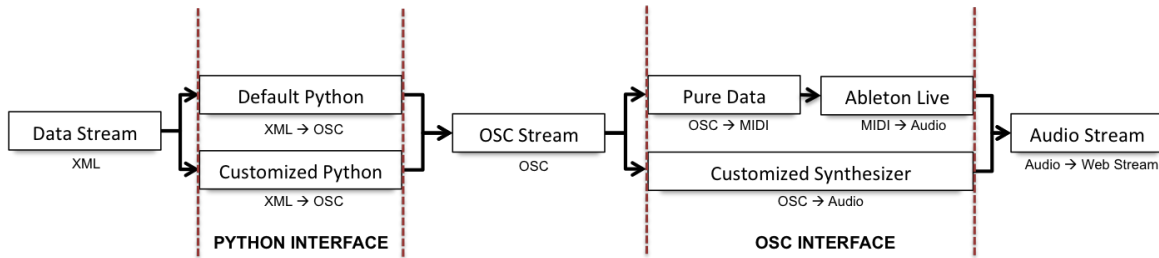 Data Stream
XML
Default Python
XML → OSC
Customized Python
XML → OSC
PYTHON INTERFACE
OSC Stream
OSC
Pure Data
OSC → MIDI
Ableton Live
MIDI → Audio
Customized Synthesizer
OSC → Audio
OSC INTERFACE
Audio Stream
Audio → Web Stream